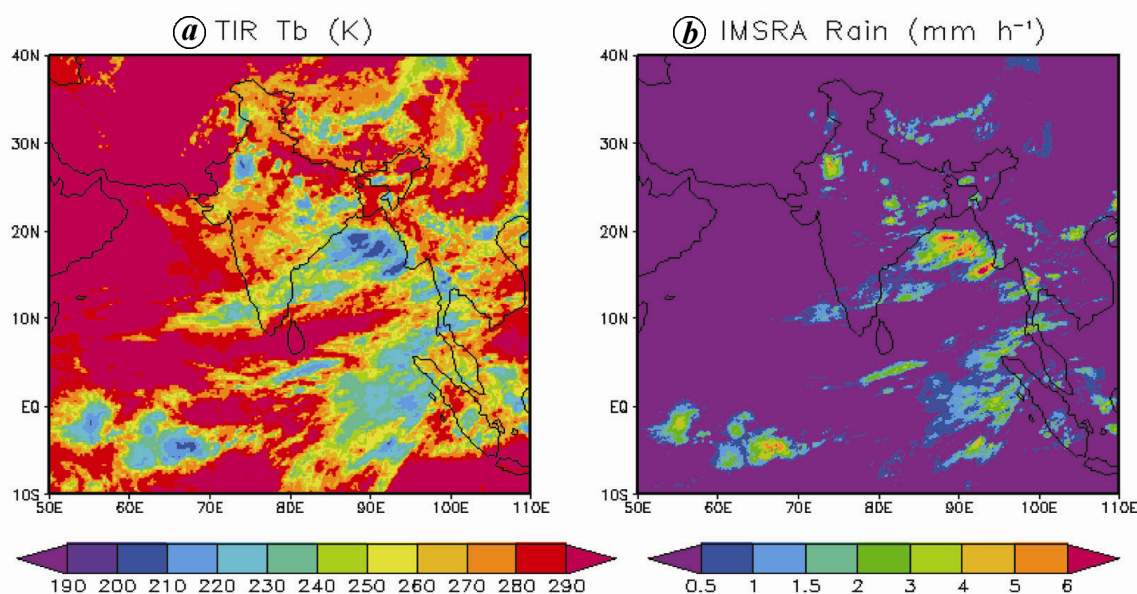 a TIR Tb (K)
b IMSRA Rain (mm h⁻¹)
40N
30N
20N
10N
EQ
10S
50E 60E 70E 80E 90E 100E 110E
40N
30N
20N
10N
EQ
10S
50E 60E 70E 80E 90E 100E 110E
190 200 210 220 230 240 250 260 270 280 290
0.5 1 1.5 2 3 4 5 6